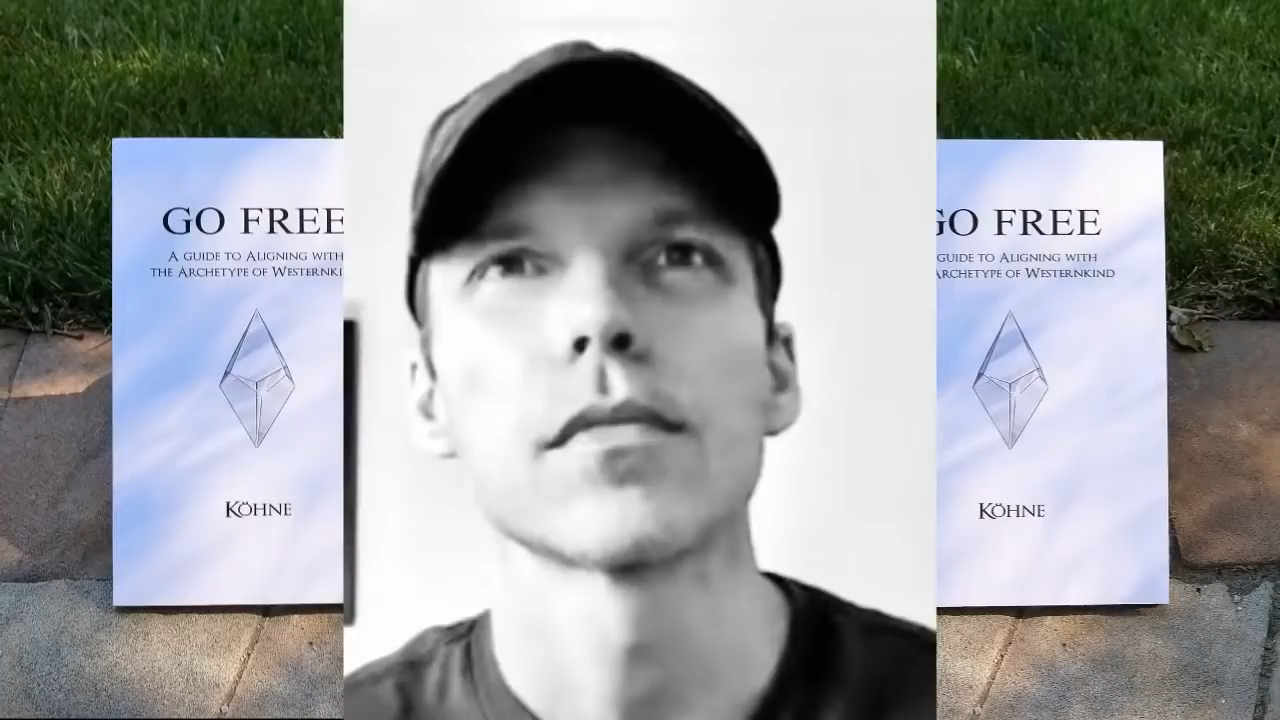 GO FREE
A GUIDE TO ALIGNING WITH
THE ARCHETYPE OF
KÖHNE
GO FREE
GUIDE TO ALIGNING WITH
ARCHETYPE OF WESTERNKIND
KÖHNE